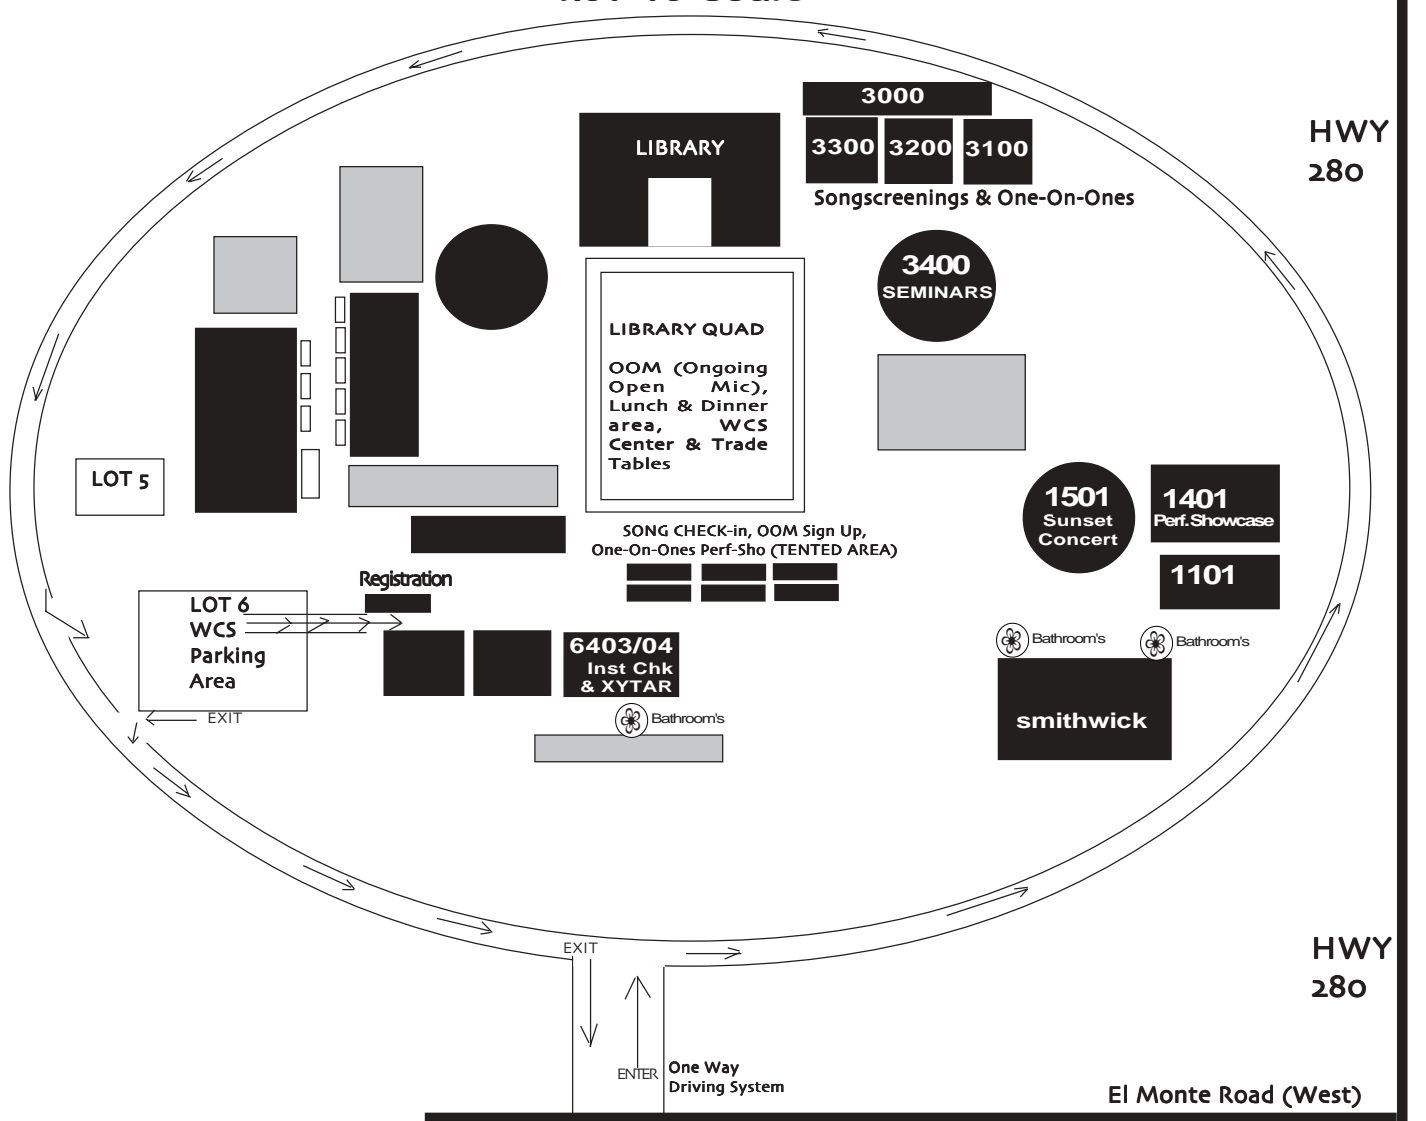 3000
HWY
280
LIBRARY
3300 3200 3100
Songscreenings & One-On-Ones
3400
SEMINARS
LIBRARY QUAD
OOM (Ongoing
Open Mic),
Lunch & Dinner
area, WCS
Center & Trade
Tables
LOT 5
1501
Sunset
Concert
1401
Perf. Showcase
SONG CHECK-in, OOM Sign Up,
One-On-Ones Perf-Sho (TENTED AREA)
1101
Registration
LOT 6
WCS
Parking
Area
6403/04
Inst Chk
& XYTAR
Bathroom's
Bathroom's
EXIT
Bathroom's
smithwick
EXIT
HWY
280
ENTER
One Way
Driving System
El Monte Road (West)